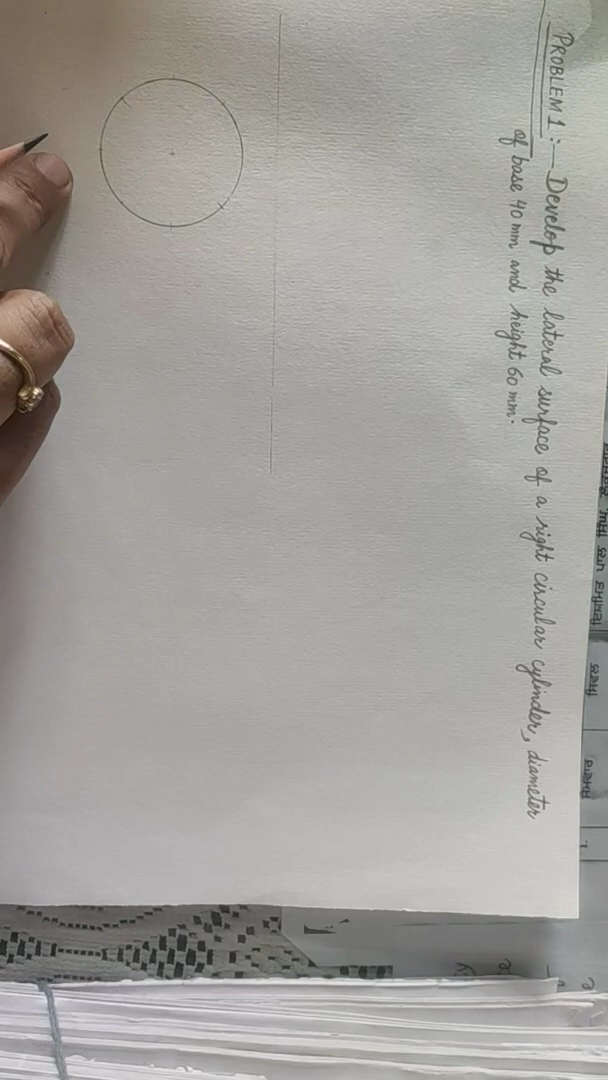 PROBLEM 1:- Develop the lateral surface of a right circular cylinder, diameter
of base 40 mm and height 60 mm.